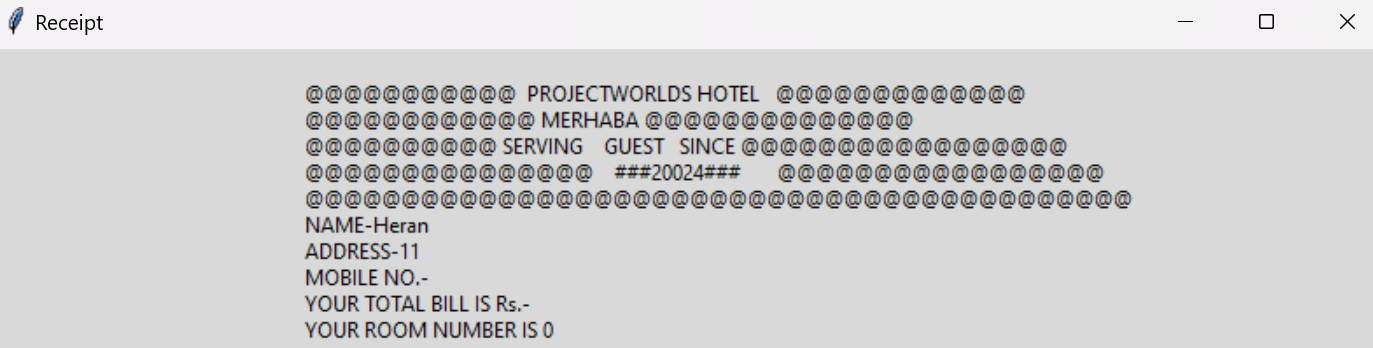 Receipt
@@@@@@@@@@@ PROJECTWORLDS HOTEL @@@@@@@@@@@@@
@@@@@@@@@@@@ MERHABA @@@@@@@@@@@@@@
@@@@@@@@@@ SERVING GUEST SINCE @@@@@@@@@@@@@@@@@
@@@@@@@@@@@@@@@ ###20024### @@@@@@@@@@@@@@@@@
@@@@@@@@@@@@@@@@@@@@@@@@@@@@@@@@@@@@@@@@@@@
NAME-Heran
ADDRESS-11
MOBILE NO.-
YOUR TOTAL BILL IS Rs.-
YOUR ROOM NUMBER IS 0